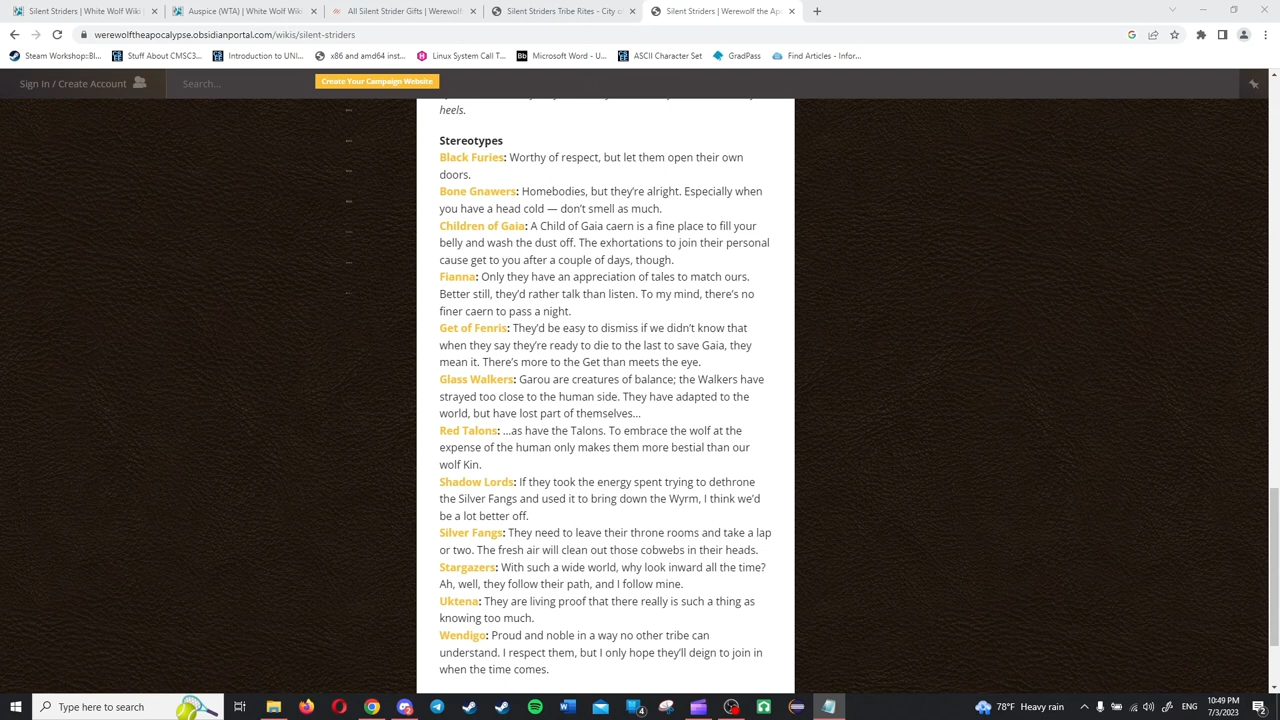 Silent Striders | White Wolf Wiki
Auspice (WTA) | White Wolf Wiki
All Silent Strider Gifts | Werewolf
Silent Striders Tribe Rites - City o
Silent Striders | Werewolf the Apo
werewolftheapocalypse.obsidianportal.com/wikis/silent-striders
Steam Workshop::Bl...
Stuff About CMSC3...
Introduction to UNI...
x86 and amd64 inst...
Linux System Call T...
Microsoft Word - U...
ASCII Character Set
GradPass
Find Articles - Infor...
Sign In / Create Account
Search...
Create Your Campaign Website
heels.
Stereotypes
Black Furies: Worthy of respect, but let them open their own
doors.
Bone Gnawers: Homebodies, but they’re alright. Especially when
you have a head cold — don’t smell as much.
Children of Gaia: A Child of Gaia caern is a fine place to fill your
belly and wash the dust off. The exhortations to join their personal
cause get to you after a couple of days, though.
Fianna: Only they have an appreciation of tales to match ours.
Better still, they’d rather talk than listen. To my mind, there’s no
finer caern to pass a night.
Get of Fenris: They’d be easy to dismiss if we didn’t know that
when they say they’re ready to die to the last to save Gaia, they
mean it. There’s more to the Get than meets the eye.
Glass Walkers: Garou are creatures of balance; the Walkers have
strayed too close to the human side. They have adapted to the
world, but have lost part of themselves…
Red Talons: …as have the Talons. To embrace the wolf at the
expense of the human only makes them more bestial than our
wolf Kin.
Shadow Lords: If they took the energy spent trying to dethrone
the Silver Fangs and used it to bring down the Wyrm, I think we’d
be a lot better off.
Silver Fangs: They need to leave their throne rooms and take a lap
or two. The fresh air will clean out those cobwebs in their heads.
Stargazers: With such a wide world, why look inward all the time?
Ah, well, they follow their path, and I follow mine.
Uktena: They are living proof that there really is such a thing as
knowing too much.
Wendigo: Proud and noble in a way no other tribe can
understand. I respect them, but I only hope they’ll deign to join in
when the time comes.
Type here to search
78°F Heavy rain
ENG
10:49 PM
7/3/2023